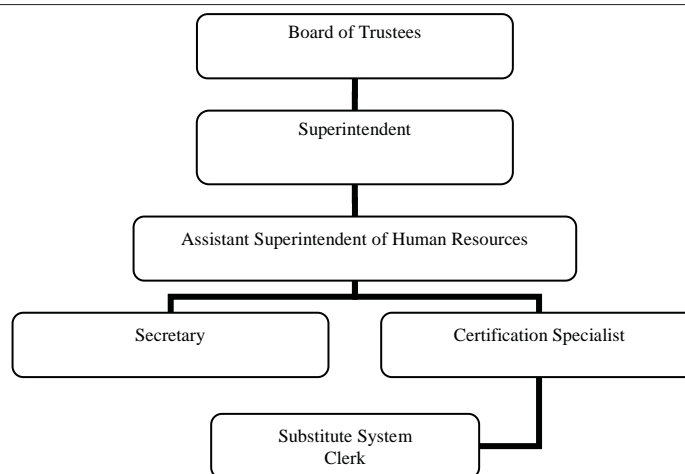 Board of Trustees
Superintendent
Assistant Superintendent of Human Resources
Secretary
Certification Specialist
Substitute System
Clerk